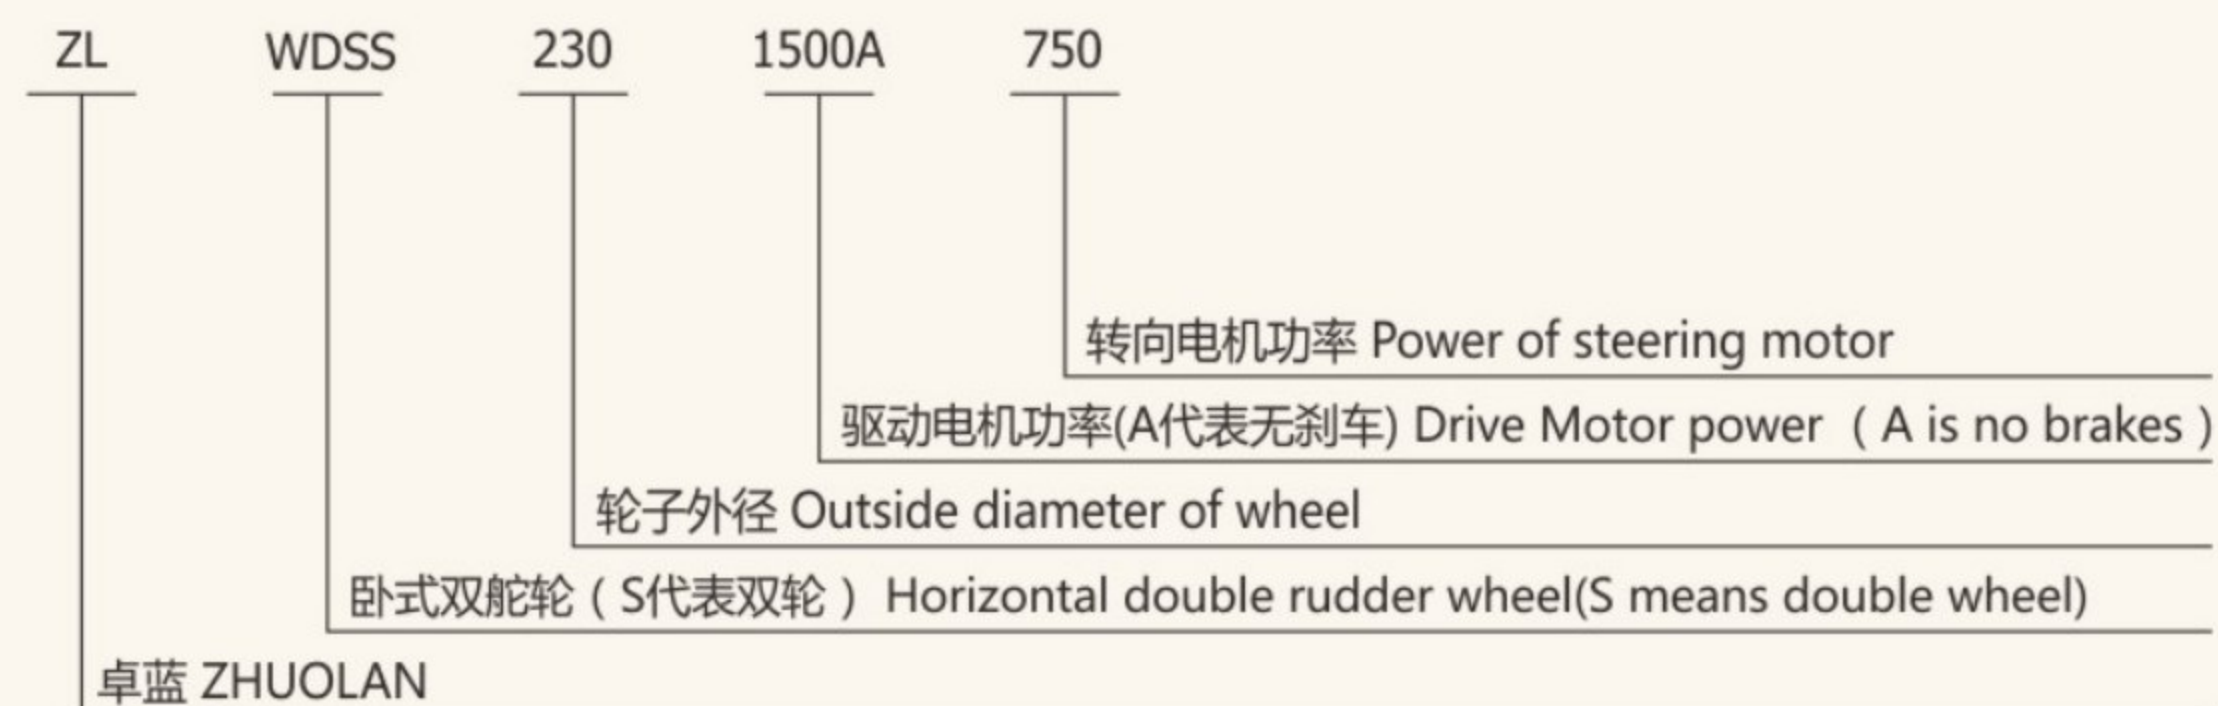 ZL WDSS 230 1500A 750
转向电机功率 Power of steering motor
驱动电机功率(A代表无刹车) Drive Motor power （A is no brakes）
轮子外径 Outside diameter of wheel
卧式双舵轮（S代表双轮） Horizontal double rudder wheel(S means double wheel)
卓蓝 ZHUOLAN